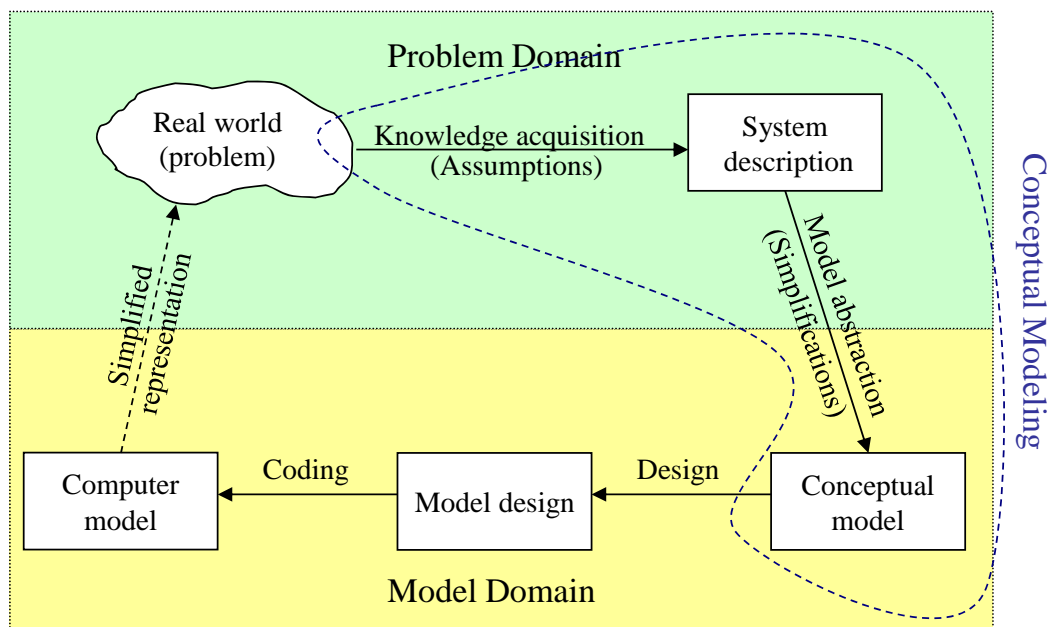 Problem Domain
Real world
(problem)
Knowledge acquisition
(Assumptions)
System
description
Model abstraction
(Simplifications)
Conceptual Modeling
Simplified
representation
Computer
model
Coding
Model design
Design
Conceptual
model
Model Domain